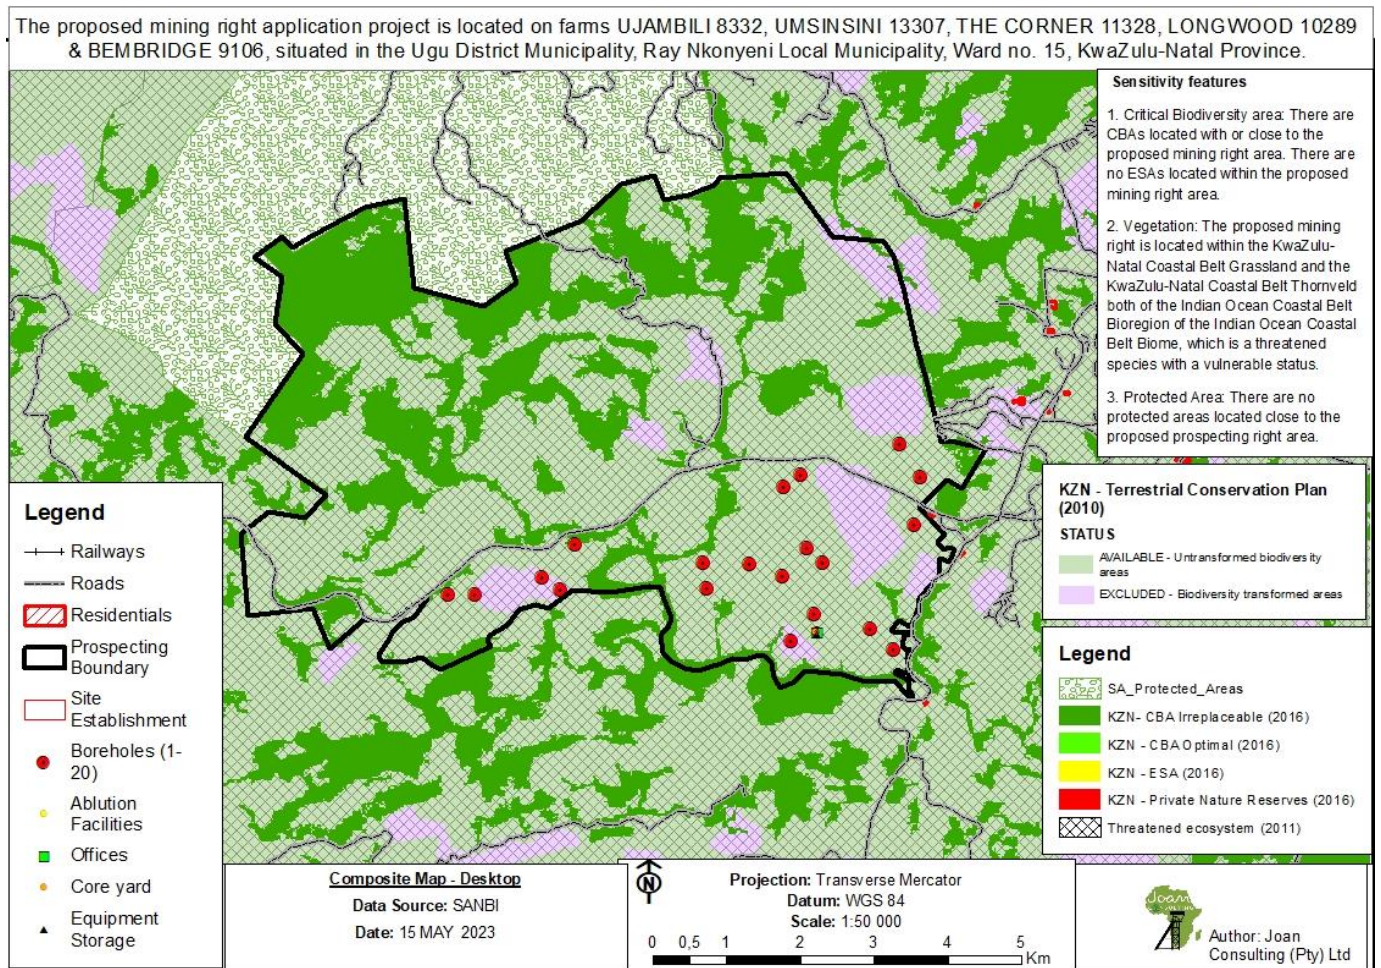 The proposed mining right application project is located on farms UJAMBILI 8332, UMSINSINI 13307, THE CORNER 11328, LONGWOOD 10289
& BEMBRIDGE 9106, situated in the Ugu District Municipality, Ray Nkonyeni Local Municipality, Ward no. 15, KwaZulu-Natal Province.
Sensitivity features
1. Critical Biodiversity area: There are
CBAs located with or close to the
proposed mining right area. There are
no ESAs located within the proposed
mining right area.
2. Vegetation: The proposed mining
right is located within the KwaZulu-
Natal Coastal Belt Grassland and the
KwaZulu-Natal Coastal Belt Thornveld
both of the Indian Ocean Coastal Belt
Bioregion of the Indian Ocean Coastal
Belt Biome, which is a threatened
species with a vulnerable status.
3. Protected Area: There are no
protected areas located close to the
proposed prospecting right area.
KZN - Terrestrial Conservation Plan
(2010)
STATUS
AVAILABLE - Untransformed biodiversity
areas
EXCLUDED - Biodiversity transformed areas
Legend
SA_Protected_Areas
KZN- CBA Irreplaceable (2016)
KZN - CBA Optimal (2016)
KZN - ESA (2016)
KZN - Private Nature Reserves (2016)
Threatened ecosystem (2011)
Legend
Railways
Roads
Residentials
Prospecting
Boundary
Site
Establishment
Boreholes (1-
20)
Ablution
Facilities
Offices
Core yard
Equipment
Storage
Composite Map - Desktop
Data Source: SANBI
Date: 15 MAY 2023
N
Projection: Transverse Mercator
Datum: WGS 84
Scale: 1:50 000
0 0,5 1 2 3 4 5
Km
Joan
Author: Joan
Consulting (Pty) Ltd